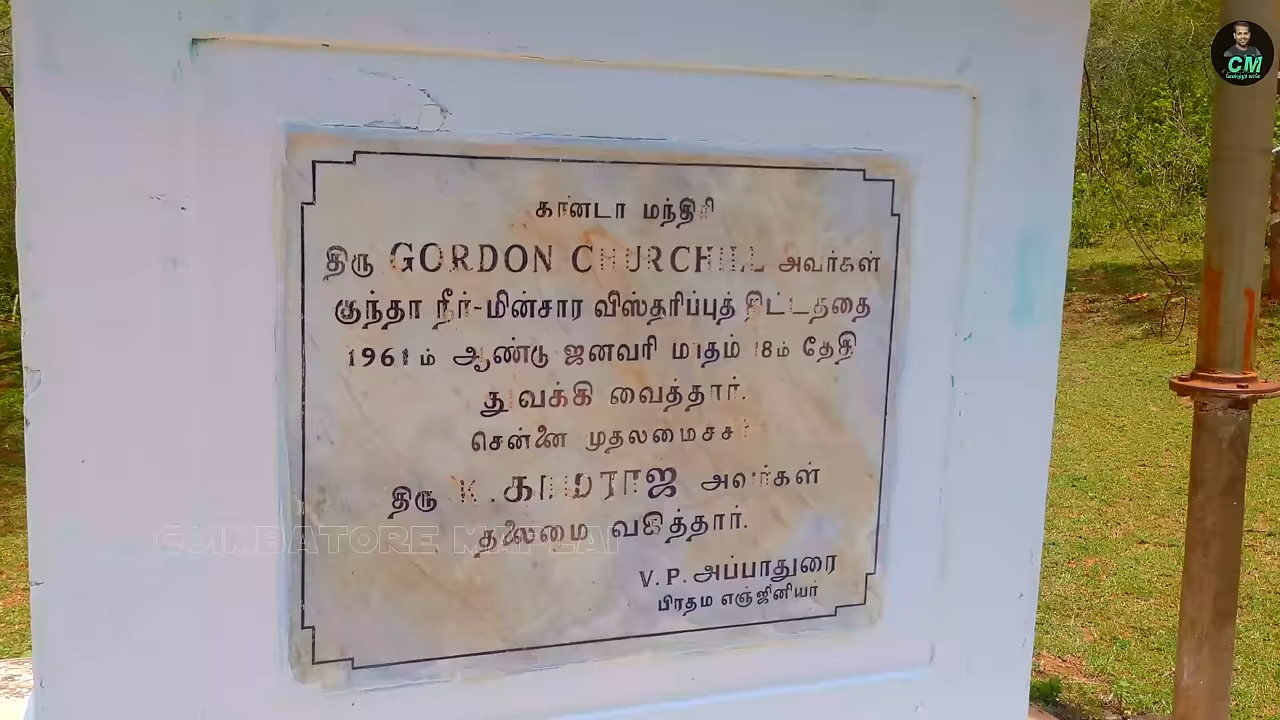 கானடா மந்திரி
திரு GORDON CHURCHILL அவர்கள்
குந்தா நீர்-மின்சார விஸ்தரிப்புத் திட்டத்தை
1961ம் ஆண்டு ஜனவரி மாதம் 18ம் தேதி
துவக்கி வைத்தார்.
சென்னை முதலமைச்சர்
திரு K. காமராஜ் அவர்கள்
தலைமை வகித்தார்.
V. P. அப்பாதுரை
பிரதம எஞ்ஜினியர்
COIMBATORE MAPLAI
CM